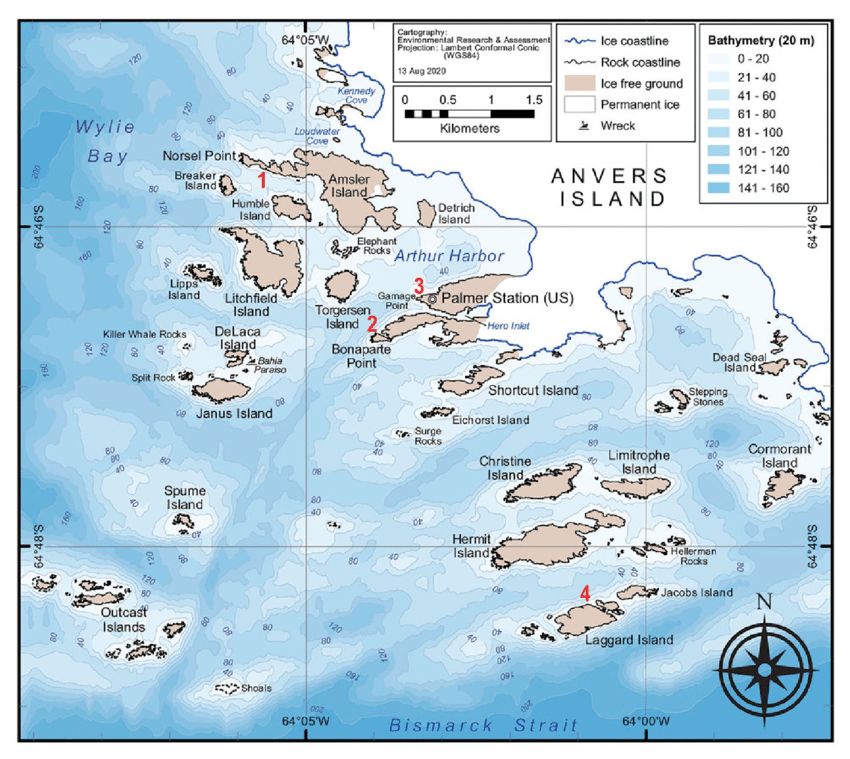 64°05'W
Cartography:
Environmental Research & Assessment
Projection: Lambert Conformal Conic
(WGS84)
13 Aug 2020
0 0.5 1 1.5
Kilometers
Ice coastline
Rock coastline
Ice free ground
Permanent ice
Wreck
Bathymetry (20 m)
0 - 20
21 - 40
41 - 60
61 - 80
81 - 100
101 - 120
121 - 140
141 - 160
Kennedy
Cove
Wylie
Bay
Loudwater
Cove
Norsel Point
1
Breaker
Island
Amsler
Island
ANVERS
ISLAND
Humble
Island
Detrich
Island
64°46'S
64°46'S
Elephant
Rocks
Arthur Harbor
Lipps
Island
Litchfield
Island
Torgersen
Island
3
Gamage
Point
Palmer Station (US)
2
Hero Inlet
Bonaparte
Point
Killer Whale Rocks
DeLaca
Island
Bahia
Paraiso
Split Rock
Janus Island
Dead Seal
Island
Shortcut Island
Stepping
Stones
Eichorst Island
Surge
Rocks
Christine
Island
Limitrophe
Island
Cormorant
Island
Spume
Island
Hermit
Island
64°48'S
64°48'S
Hellerman
Rocks
4
Jacobs Island
Outcast
Islands
Laggard Island
N
Shoals
64°05'W
64°00'W
Bismarck Strait